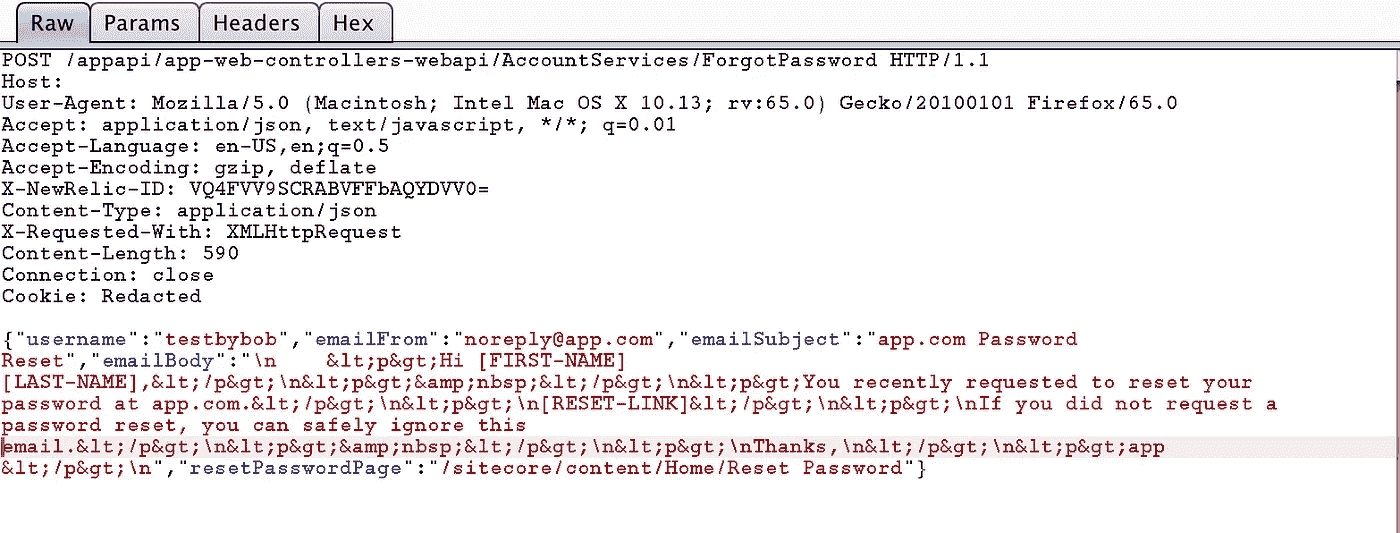 Raw Params Headers Hex
POST /appapi/app-web-controllers-webapi/AccountServices/ForgotPassword HTTP/1.1
Host:
User-Agent: Mozilla/5.0 (Macintosh; Intel Mac OS X 10.13; rv:65.0) Gecko/20100101 Firefox/65.0
Accept: application/json, text/javascript, */*; q=0.01
Accept-Language: en-US,en;q=0.5
Accept-Encoding: gzip, deflate
X-NewRelic-ID: VQ4FVV9SCRABVFFbAQYDVV0=
Content-Type: application/json
X-Requested-With: XMLHttpRequest
Content-Length: 590
Connection: close
Cookie: Redacted
{"username":"testbybob","emailFrom":"noreply@app.com","emailSubject":"app.com Password
Reset","emailBody":"\n    &lt;p&gt;Hi [FIRST-NAME]
[LAST-NAME],&lt;/p&gt;\n&lt;p&gt;&amp;nbsp;&lt;/p&gt;\n&lt;p&gt;You recently requested to reset your
password at app.com.&lt;/p&gt;\n&lt;p&gt;\n[RESET-LINK]&lt;/p&gt;\n&lt;p&gt;\nIf you did not request a
password reset, you can safely ignore this
email.&lt;/p&gt;\n&lt;p&gt;&amp;nbsp;&lt;/p&gt;\n&lt;p&gt;\nThanks,\n&lt;/p&gt;\n&lt;p&gt;app
&lt;/p&gt;\n","resetPasswordPage":"/sitecore/content/Home/Reset Password"}